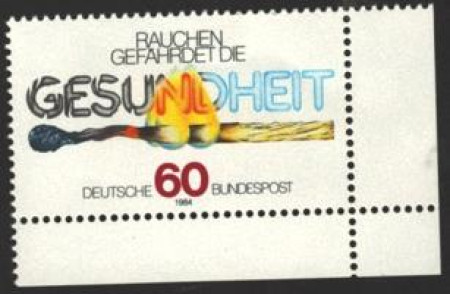 RAUCHEN
GEFÄHRDET DIE
GESUNDHEIT
DEUTSCHE 60 BUNDESPOST
1984